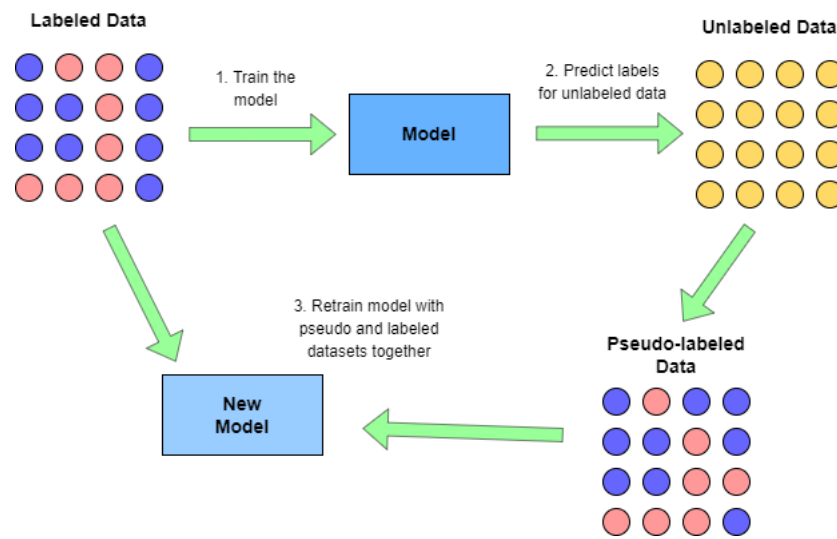 Labeled Data
Unlabeled Data
1. Train the
model
2. Predict labels
for unlabeled data
Model
3. Retrain model with
pseudo and labeled
datasets together
Pseudo-labeled
Data
New
Model